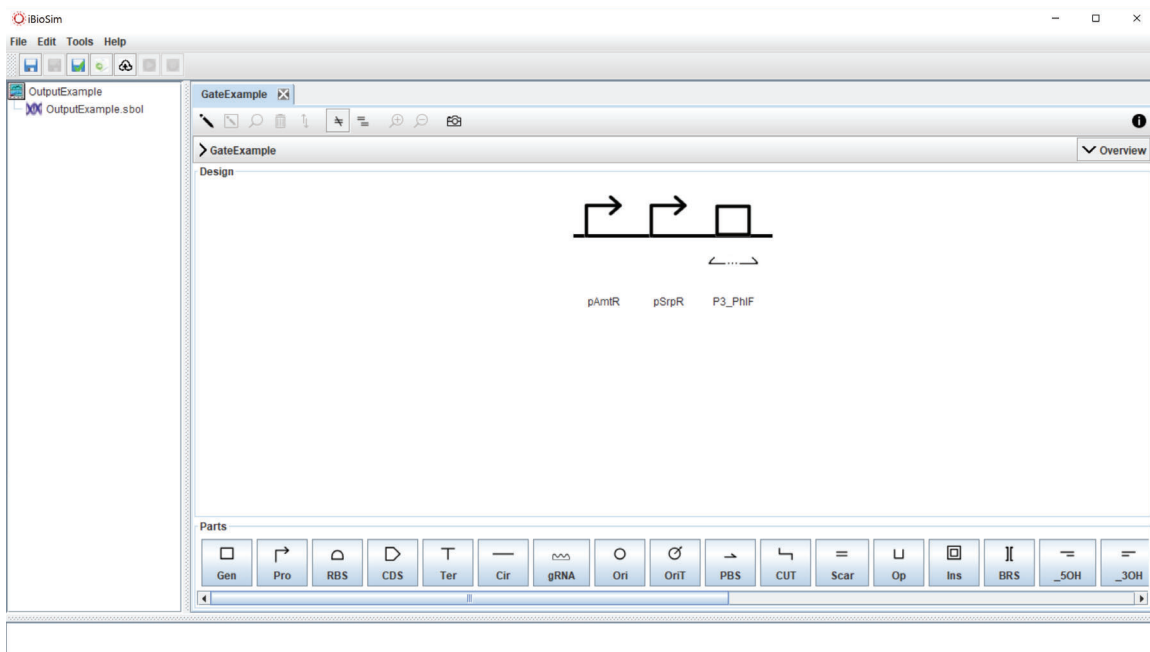 iBioSim
File Edit Tools Help
OutputExample
OutputExample.sbol
GateExample
GateExample
Overview
Design
pAmtR pSrpR P3_PhlF
Parts
Gen Pro RBS CDS Ter Cir gRNA Ori OriT PBS CUT Scar Op Ins BRS _5OH _3OH